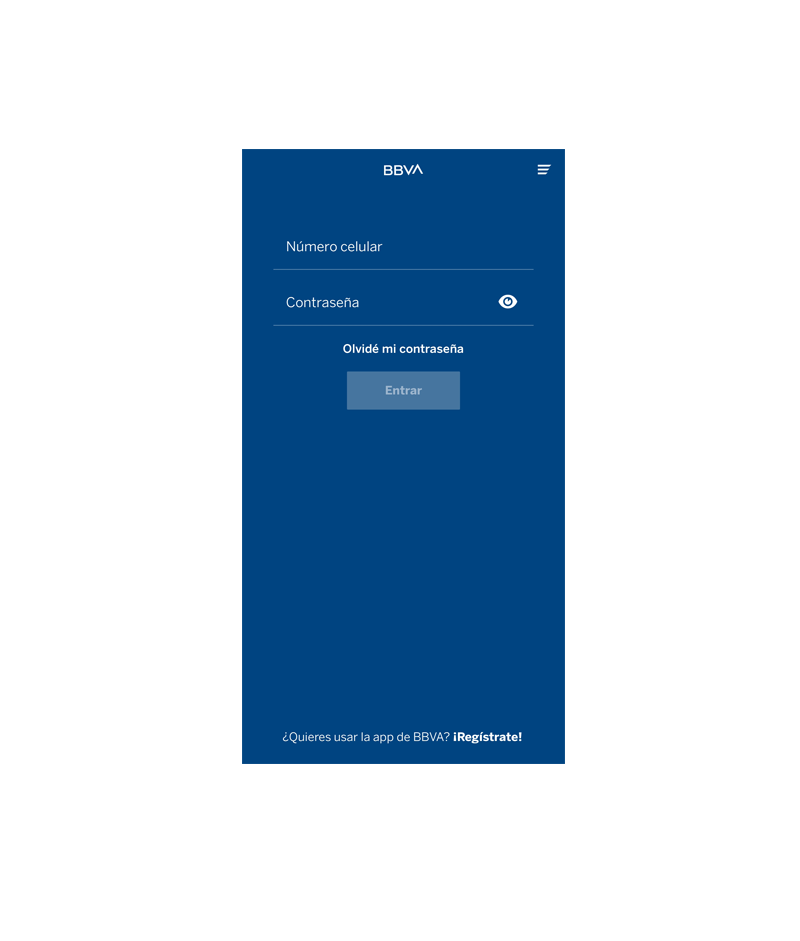 BBVA
Número celular
Contraseña
Olvidé mi contraseña
Entrar
¿Quieres usar la app de BBVA? ¡Regístrate!